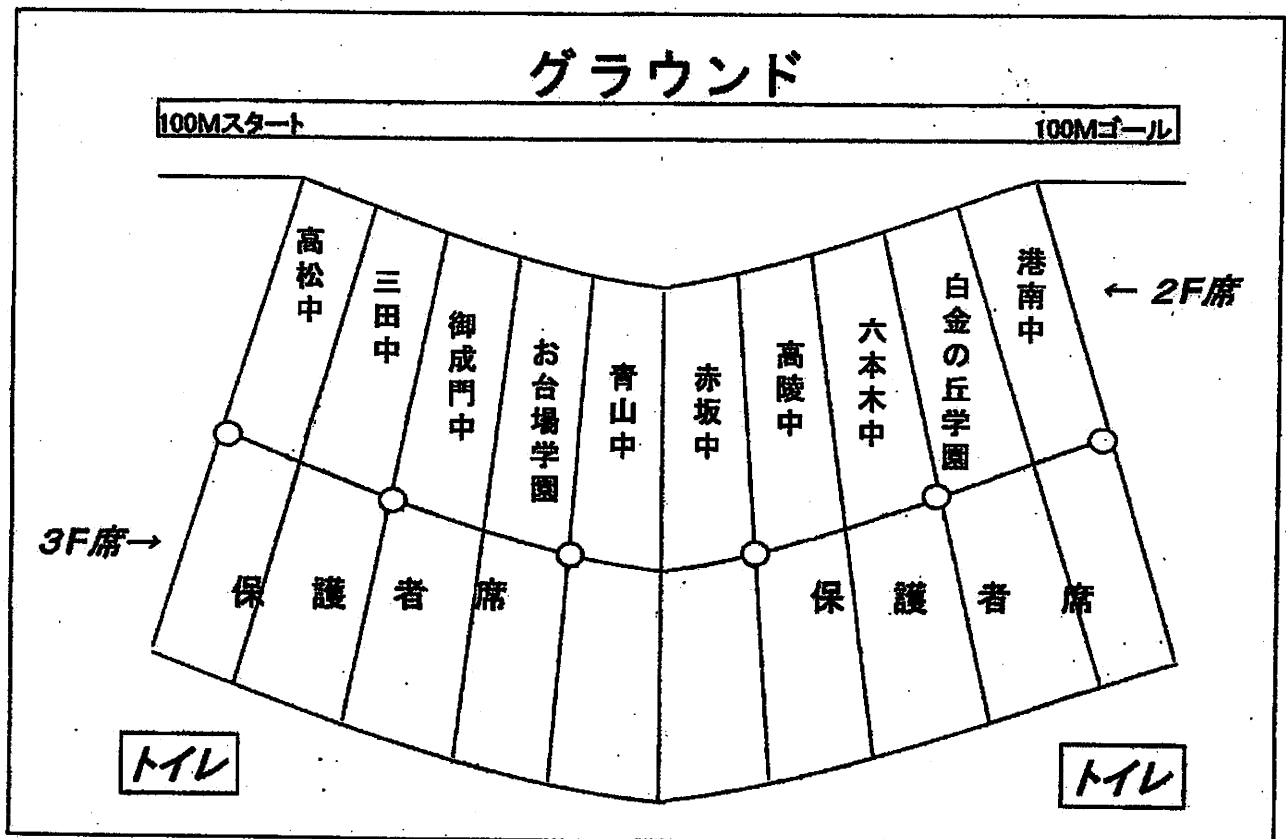 グラウンド
100Mスタート
100Mゴール
高松中
三田中
御成門中
お台場学園
青山中
赤坂中
高陵中
六本木中
白金の丘学園
港南中
← 2F席
3F席→
保護者席
保護者席
トイレ
トイレ